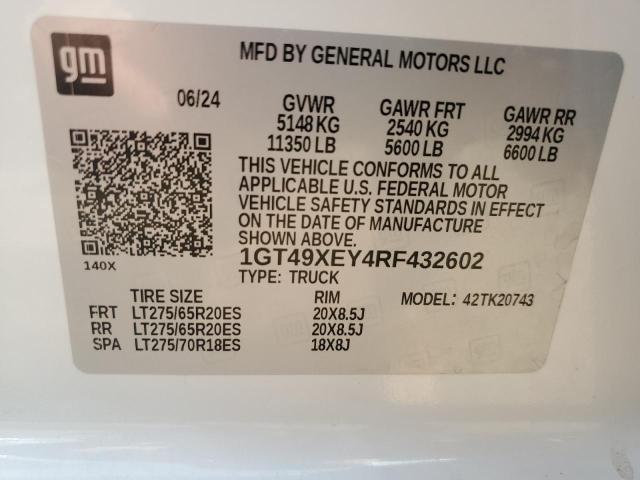 gm
MFD BY GENERAL MOTORS LLC
06/24 GVWR GAWR FRT GAWR RR
5148 KG 2540 KG 2994 KG
11350 LB 5600 LB 6600 LB
THIS VEHICLE CONFORMS TO ALL
APPLICABLE U.S. FEDERAL MOTOR
VEHICLE SAFETY STANDARDS IN EFFECT
ON THE DATE OF MANUFACTURE
SHOWN ABOVE.
140X 1GT49XEY4RF432602
TYPE: TRUCK
TIRE SIZE RIM MODEL: 42TK20743
FRT LT275/65R20ES 20X8.5J
RR LT275/65R20ES 20X8.5J
SPA LT275/70R18ES 18X8J